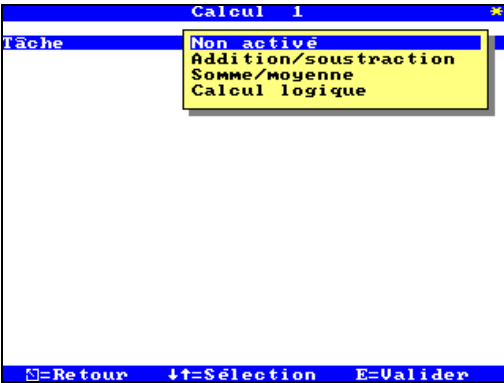 Calcul 1 *
Tâche Non activé
Addition/soustraction
Somme/moyenne
Calcul logique
⍂=Retour ↓↑=Sélection E=Valider